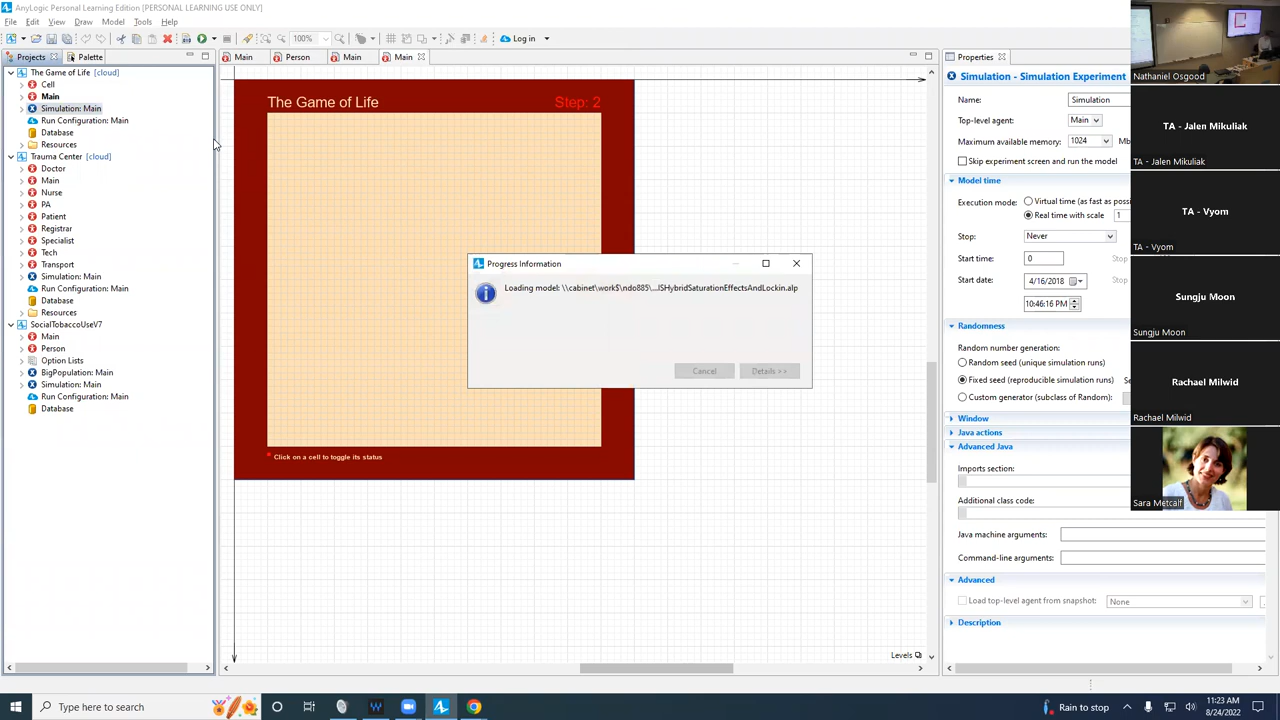 AnyLogic Personal Learning Edition [PERSONAL LEARNING USE ONLY]
File Edit View Draw Model Tools Help
100%
Log in
Projects
Palette
Main
Person
Main
Main
Properties
The Game of Life [cloud]
Cell
Main
Simulation: Main
Run Configuration: Main
Database
Resources
Trauma Center [cloud]
Doctor
Main
Nurse
PA
Patient
Registrar
Specialist
Tech
Transport
Simulation: Main
Run Configuration: Main
Database
Resources
SocialTobaccoUseV7
Main
Person
Option Lists
BigPopulation: Main
Simulation: Main
Run Configuration: Main
Database
The Game of Life
Step: 2
Click on a cell to toggle its status
Progress Information
Loading model: \\cabinet\work$\ndo885\...ISHybridSaturationEffectsAndLockin.alp
Cancel
Details >>
Levels
Simulation - Simulation Experiment
Name:
Simulation
Top-level agent:
Main
Maximum available memory:
1024
Mb
Skip experiment screen and run the model
Model time
Execution mode:
Virtual time (as fast as possi
Real time with scale
1
Stop:
Never
Start time:
0
Stop
Start date:
4/16/2018
Stop
10:46:16 PM
Randomness
Random number generation:
Random seed (unique simulation runs)
Fixed seed (reproducible simulation runs)
Se
Custom generator (subclass of Random):
Window
Java actions
Advanced Java
Imports section:
Additional class code:
Java machine arguments:
Command-line arguments:
Advanced
Load top-level agent from snapshot:
None
Description
Nathaniel Osgood
TA - Jalen Mikuliak
TA - Jalen Mikuliak
TA - Vyom
TA - Vyom
Sungju Moon
Sungju Moon
Rachael Milwid
Rachael Milwid
Sara Metcalf
Type here to search
Rain to stop
11:23 AM
8/24/2022